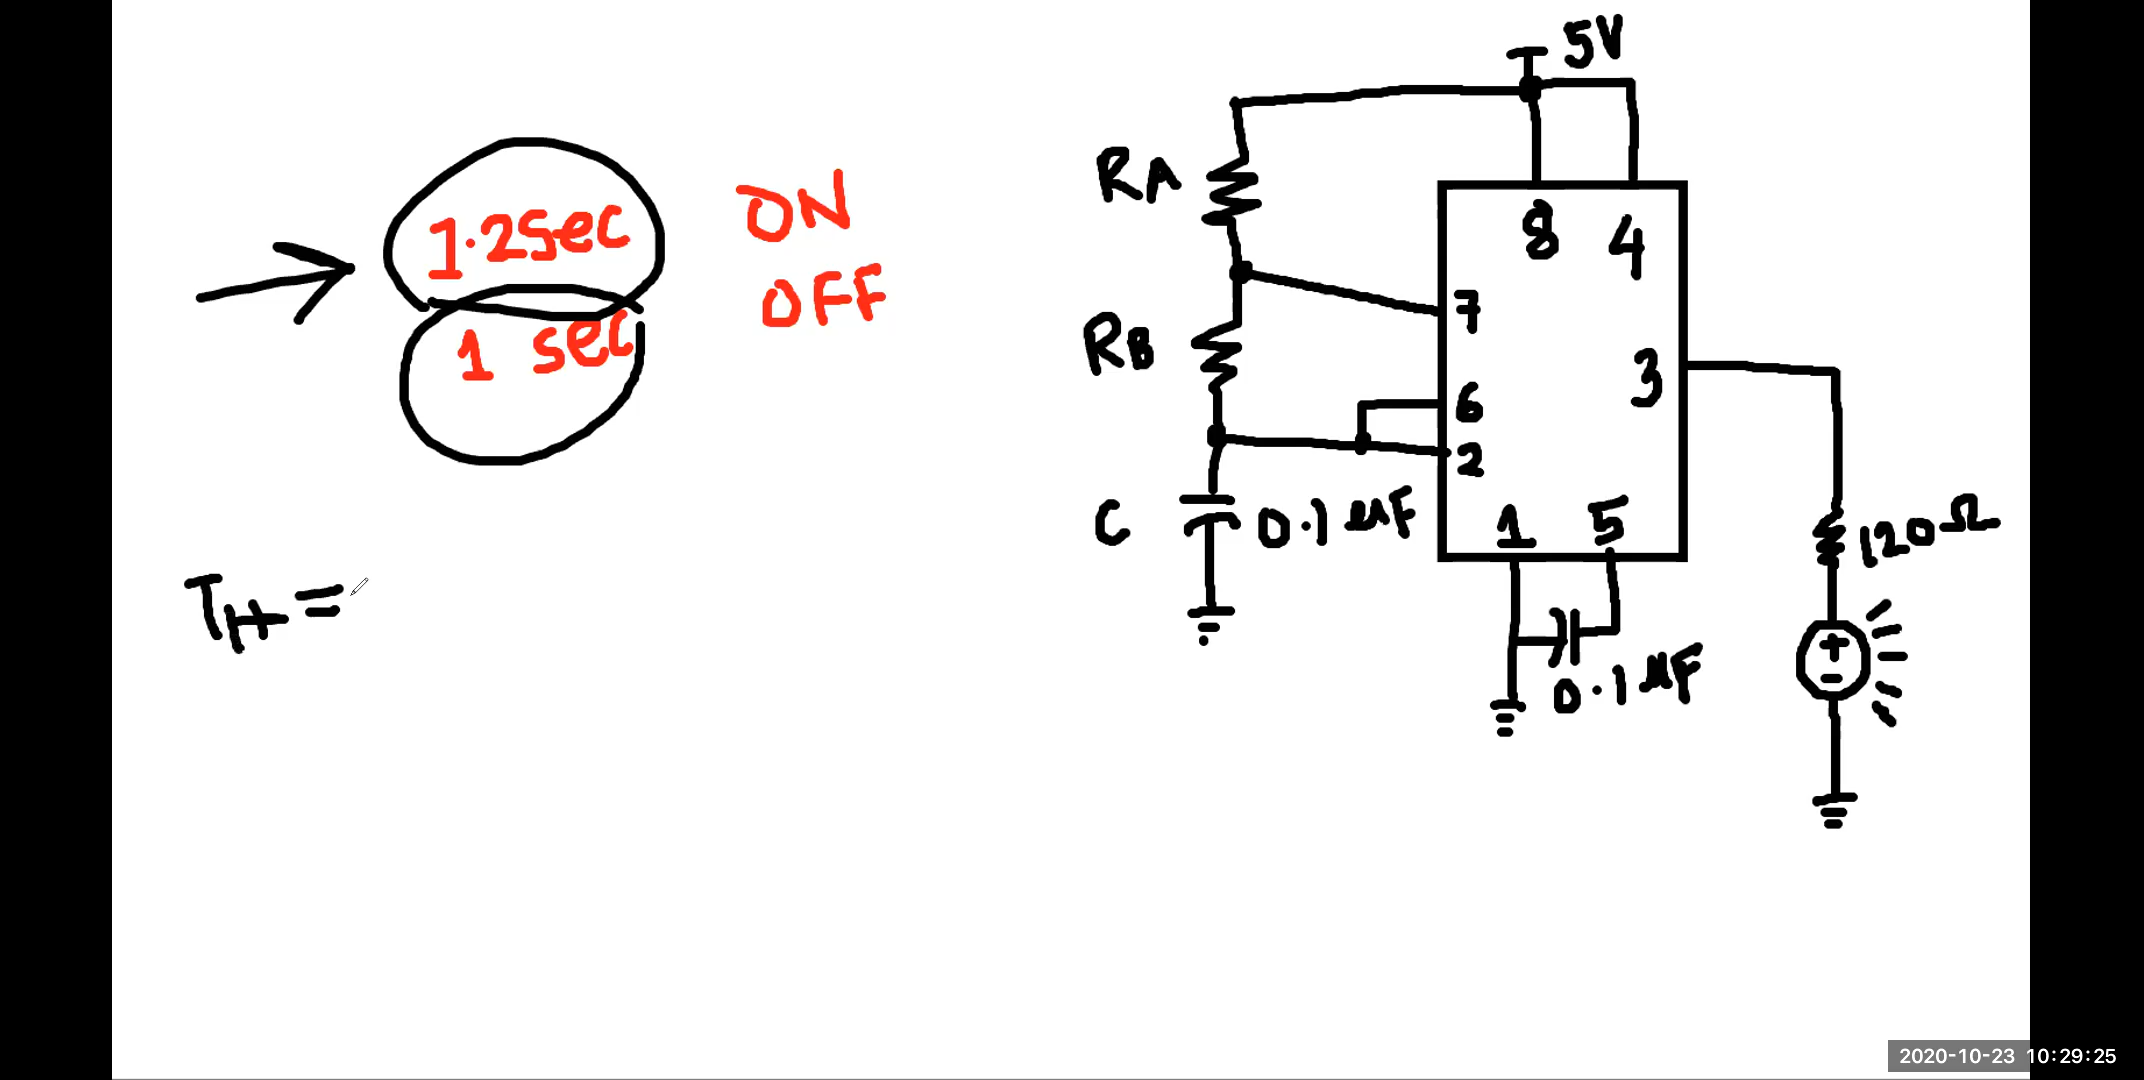 1.2sec ON
1 sec OFF
TH =
5V
RA
8 4
7
RB
3
6
2
C 0.1 μF
1 5
120Ω
0.1 μF
+
-
2020-10-23 10:29:25